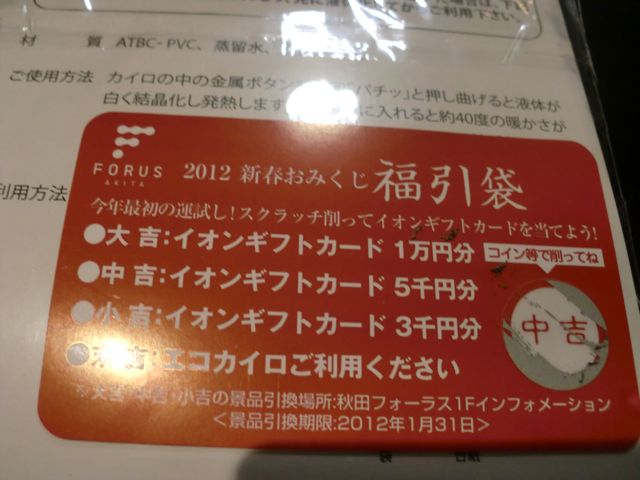 ご利用下さい。
材 質 ATBC-PVC、蒸留水、
ご使用方法 カイロの中の金属ボタン
パチッ」と押し曲げると液体が
白く結晶化し発熱します
に入れると約40度の暖かさが
利用方法
FORUS
AKITA
2012 新春おみくじ 福引袋
今年最初の運試し!スクラッチ削ってイオンギフトカードを当てよう!
●大 吉:イオンギフトカード 1万円分
コイン等で削ってね
●中 吉:イオンギフトカード 5千円分
●小 吉:イオンギフトカード 3千円分
中吉
吉:エコカイロご利用ください
※大吉・中吉・小吉の景品引換場所:秋田フォーラス1Fインフォメーション
<景品引換期限:2012年1月31日>
袋 台紙